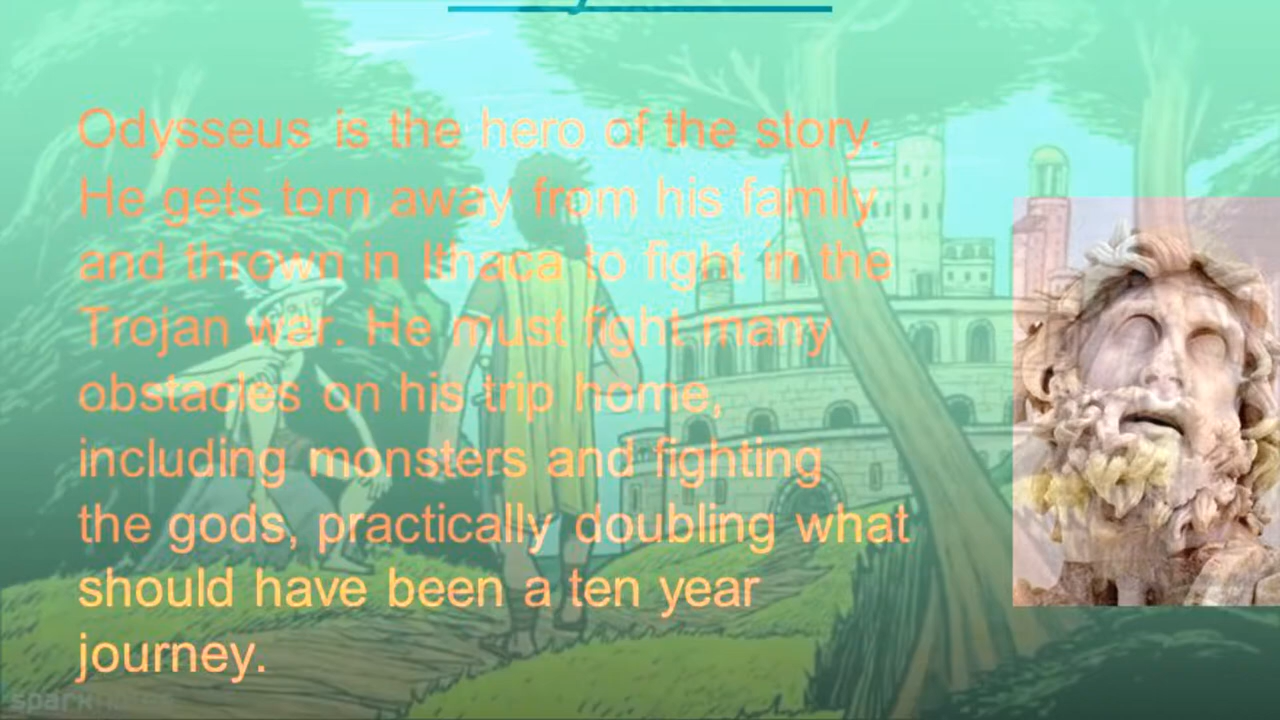 Odysseus is the hero of the story.
He gets torn away from his family
and thrown in Ithaca to fight in the
Trojan war. He must fight many
obstacles on his trip home,
including monsters and fighting
the gods, practically doubling what
should have been a ten year
journey.
sparknotes